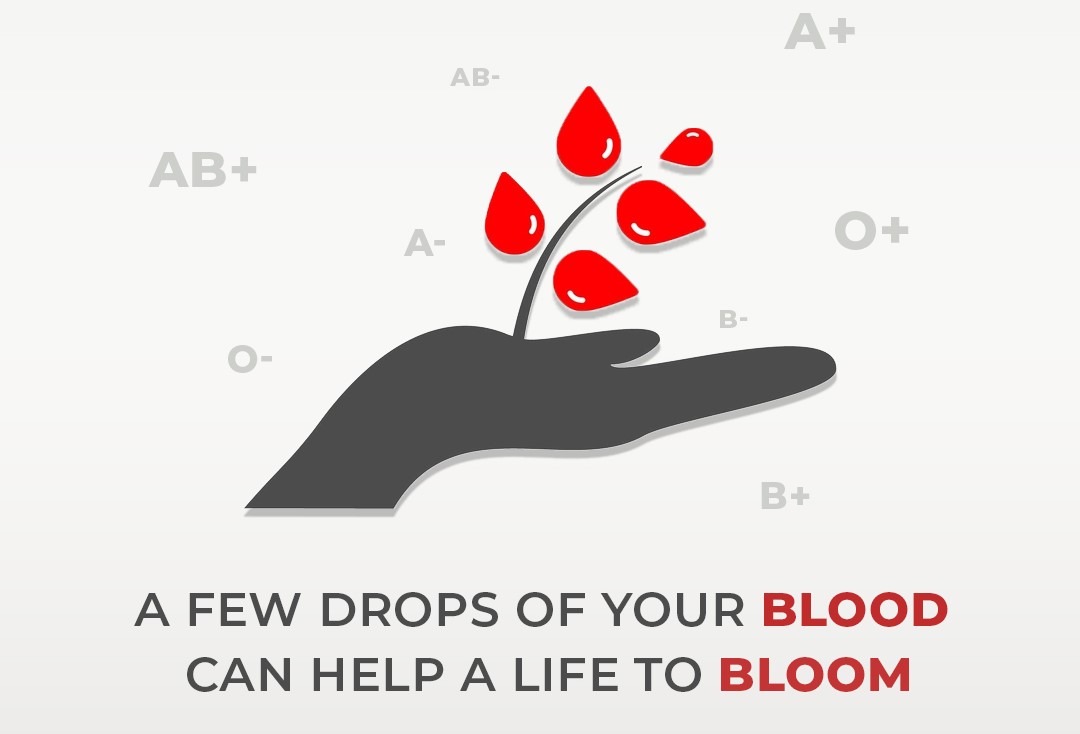 A+
AB-
AB+
A-
O+
B-
O-
B+
A FEW DROPS OF YOUR BLOOD
CAN HELP A LIFE TO BLOOM